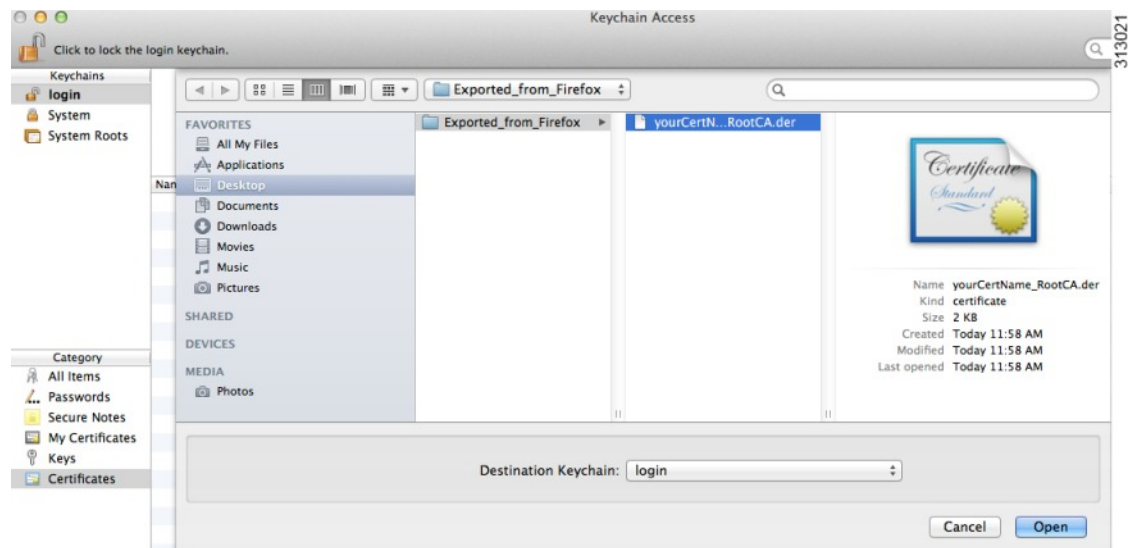 Keychain Access
313021
Click to lock the login keychain.
Keychains
login
System
System Roots
Exported_from_Firefox
FAVORITES
All My Files
Applications
Desktop
Documents
Downloads
Movies
Music
Pictures
SHARED
DEVICES
MEDIA
Photos
Nan
Exported_from_Firefox
yourCertN...RootCA.der
Certificate
Standard
Name yourCertName_RootCA.der
Kind certificate
Size 2 KB
Created Today 11:58 AM
Modified Today 11:58 AM
Last opened Today 11:58 AM
Category
All Items
Passwords
Secure Notes
My Certificates
Keys
Certificates
Destination Keychain: login
Cancel
Open